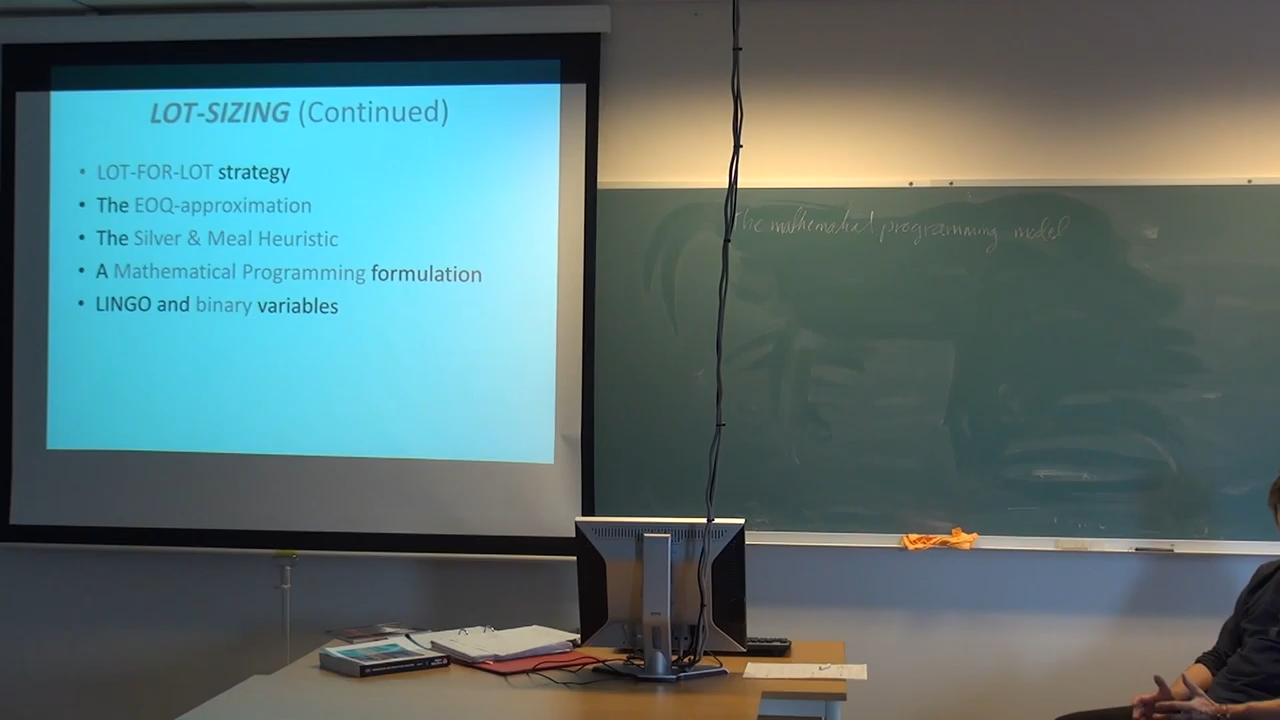 LOT-SIZING (Continued)
• LOT-FOR-LOT strategy
• The EOQ-approximation
• The Silver & Meal Heuristic
• A Mathematical Programming formulation
• LINGO and binary variables
The mathematical programming model